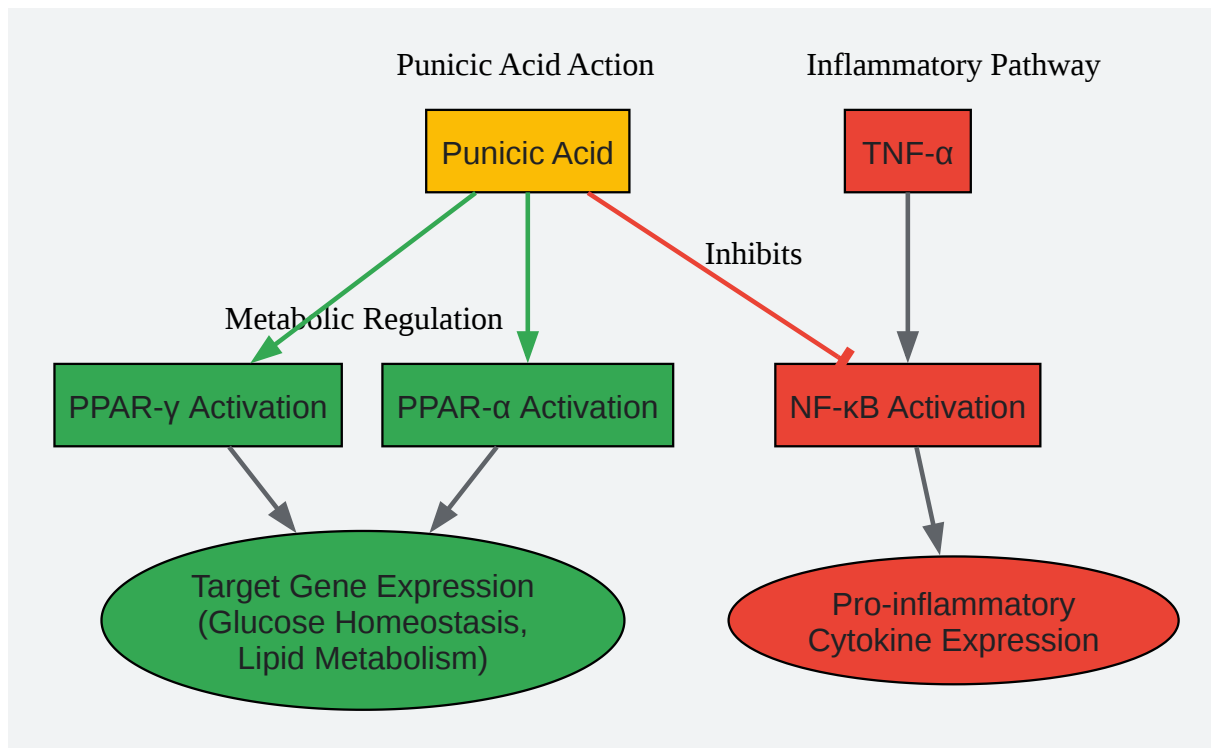 Punicic Acid Action
Inflammatory Pathway
Punicic Acid
TNF-α
Inhibits
Metabolic Regulation
PPAR-γ Activation
PPAR-α Activation
NF-κB Activation
Target Gene Expression
(Glucose Homeostasis,
Lipid Metabolism)
Pro-inflammatory
Cytokine Expression